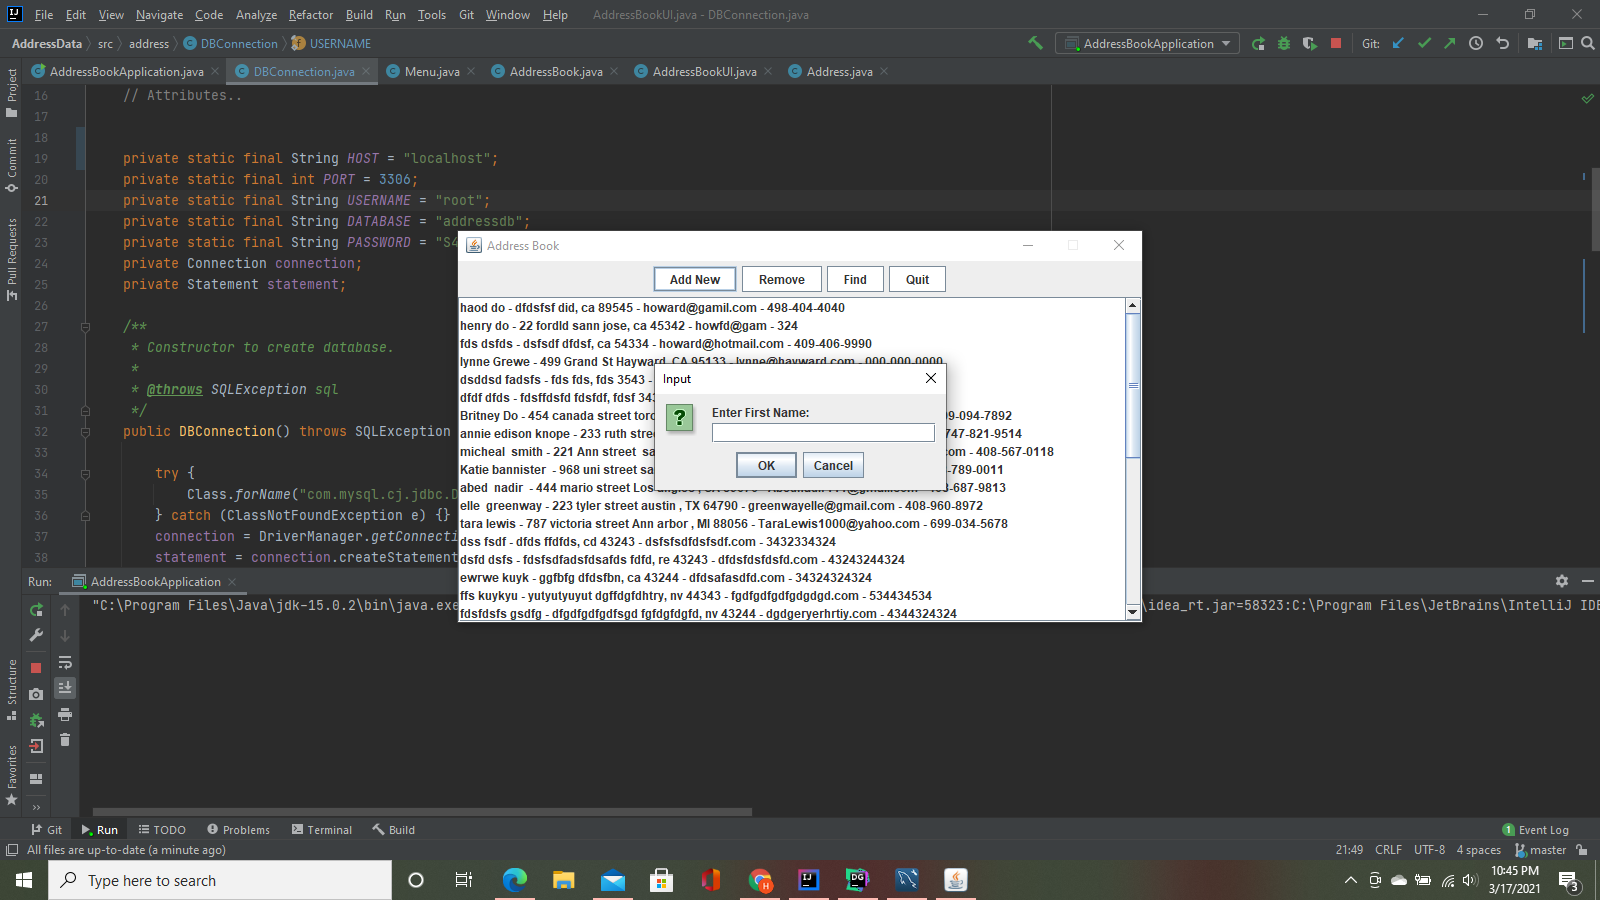 File Edit View Navigate Code Analyze Refactor Build Run Tools Git Window Help AddressBookUI.java - DBConnection.java
AddressData src address DBConnection USERNAME AddressBookApplication Git:
AddressBookApplication.java DBConnection.java Menu.java AddressBook.java AddressBookUI.java Address.java
Project
Commit
Pull Requests
Structure
Favorites
16 // Attributes..
17
18
19 private static final String HOST = "localhost";
20 private static final int PORT = 3306;
21 private static final String USERNAME = "root";
22 private static final String DATABASE = "addressdb";
23 private static final String PASSWORD = "S4
24 private Connection connection;
25 private Statement statement;
26
27 /**
28 * Constructor to create database.
29 *
30 * @throws SQLException sql
31 */
32 public DBConnection() throws SQLException
33
34 try {
35 Class.forName("com.mysql.cj.jdbc.D
36 } catch (ClassNotFoundException e) {}
37 connection = DriverManager.getConnecti
38 statement = connection.createStatement
Address Book
Add New Remove Find Quit
haod do - dfdsfsf did, ca 89545 - howard@gamil.com - 498-404-4040
henry do - 22 fordld sann jose, ca 45342 - howfd@gam - 324
fds dsfds - dsfsdf dfdsf, ca 54334 - howard@hotmail.com - 409-406-9990
lynne Grewe - 499 Grand St Hayward, CA 95133 - lynne@hayward.com - 000-000-0000
dsddsd fadsfs - fds fds, fds 3543 -
dfdf dfds - fdsffdsfd fdsfdf, fdsf 343
Britney Do - 454 canada street toro 9-094-7892
annie edison knope - 233 ruth stree 747-821-9514
micheal smith - 221 Ann street sa om - 408-567-0118
Katie bannister - 968 uni street sa -789-0011
abed nadir - 444 mario street Los 8-687-9813
elle greenway - 223 tyler street austin , TX 64790 - greenwayelle@gmail.com - 408-960-8972
tara lewis - 787 victoria street Ann arbor , MI 88056 - TaraLewis1000@yahoo.com - 699-034-5678
dss fsdf - dfds ffdfds, cd 43243 - dsfsfsdfdsfsdf.com - 3432334324
dsfd dsfs - fdsfsdfadsfdsafds fdfd, re 43243 - dfdsfdsfdsfd.com - 43243244324
ewrwe kuyk - ggfbfg dfdsfbn, ca 43244 - dfdsafasdfd.com - 34324324324
ffs kuykyu - yutyutyuyut dgffdgfdhtry, nv 44343 - fgdfgdfgdfgdgdgd.com - 534434534
fdsfdsfs gsdfg - dfgdfgdfgdfsgd fgfdgfdgfd, nv 43244 - dgdgeryerhrtiy.com - 4344324324
Input
Enter First Name:
OK Cancel
Run: AddressBookApplication
"C:\Program Files\Java\jdk-15.0.2\bin\java.exe \idea_rt.jar=58323:C:\Program Files\JetBrains\IntelliJ IDE
Git Run TODO Problems Terminal Build 1 Event Log
All files are up-to-date (a minute ago) 21:49 CRLF UTF-8 4 spaces master
Type here to search
10:45 PM
3/17/2021
3